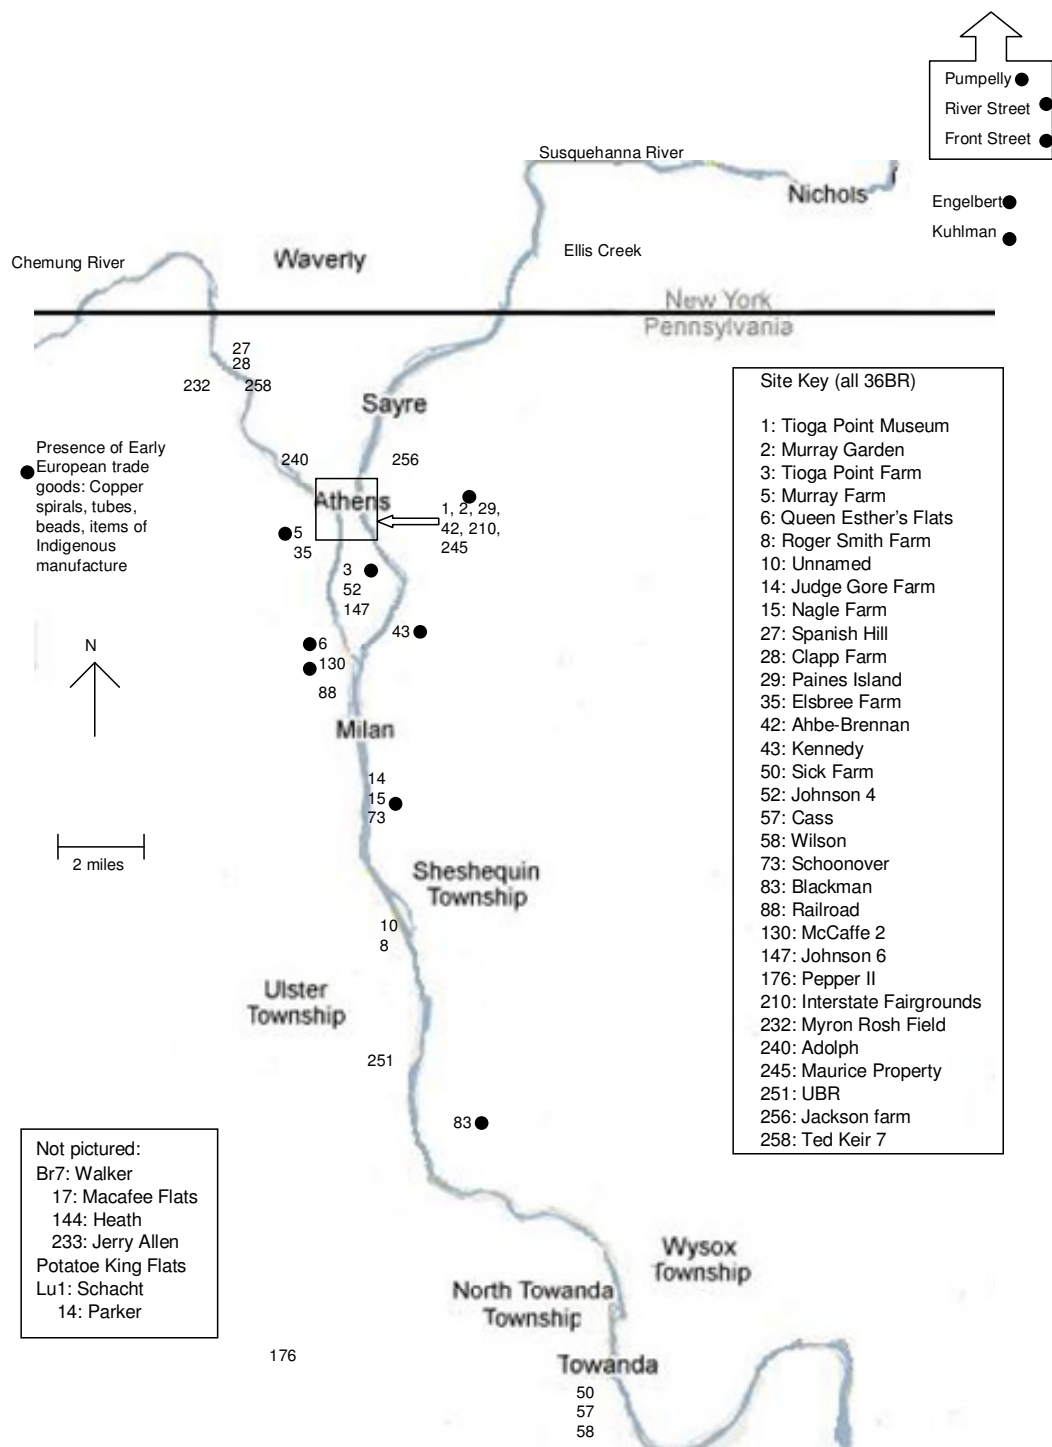 Pumpelly
River Street
Front Street
Susquehanna River
Nichols
Engelbert
Kuhlman
Ellis Creek
Waverly
Chemung River
New York
Pennsylvania
27
28
232
258
Sayre
240
256
Athens
1, 2, 29,
42, 210,
245
Presence of Early
European trade
goods: Copper
spirals, tubes,
beads, items of
Indigenous
manufacture
5
35
3
52
147
43
6
130
88
N
Milan
14
15
73
2 miles
Sheshequin
Township
10
8
Ulster
Township
251
83
Site Key (all 36BR)
1: Tioga Point Museum
2: Murray Garden
3: Tioga Point Farm
5: Murray Farm
6: Queen Esther's Flats
8: Roger Smith Farm
10: Unnamed
14: Judge Gore Farm
15: Nagle Farm
27: Spanish Hill
28: Clapp Farm
29: Paines Island
35: Elsbree Farm
42: Ahbe-Brennan
43: Kennedy
50: Sick Farm
52: Johnson 4
57: Cass
58: Wilson
73: Schoonover
83: Blackman
88: Railroad
130: McCaffe 2
147: Johnson 6
176: Pepper II
210: Interstate Fairgrounds
232: Myron Rosh Field
240: Adolph
245: Maurice Property
251: UBR
256: Jackson farm
258: Ted Keir 7
Not pictured:
Br7: Walker
17: Macafee Flats
144: Heath
233: Jerry Allen
Potatoe King Flats
Lu1: Schacht
14: Parker
Wysox
Township
North Towanda
Township
176
Towanda
50
57
58